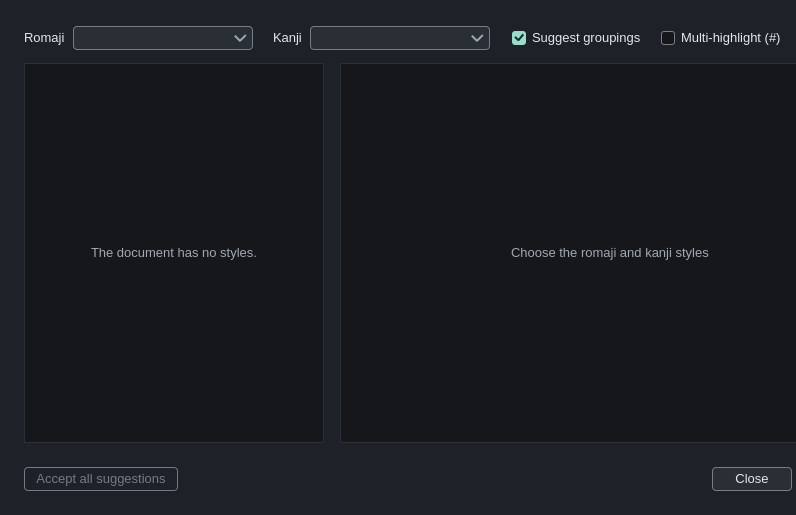 Romaji Kanji Suggest groupings Multi-highlight (#)
The document has no styles. Choose the romaji and kanji styles
Accept all suggestions Close